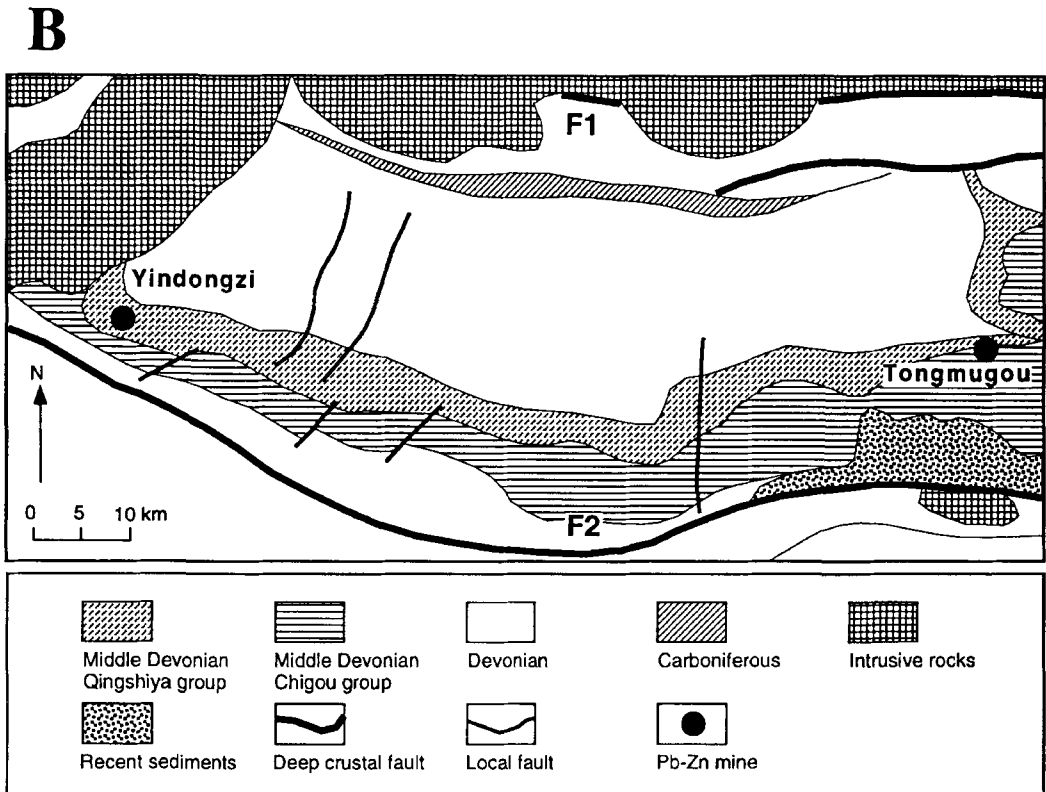 B
F1
Yindongzi
N
Tongmugou
0 5 10 km
F2
Middle Devonian
Qingshiya group
Middle Devonian
Chigou group
Devonian
Carboniferous
Intrusive rocks
Recent sediments
Deep crustal fault
Local fault
Pb-Zn mine